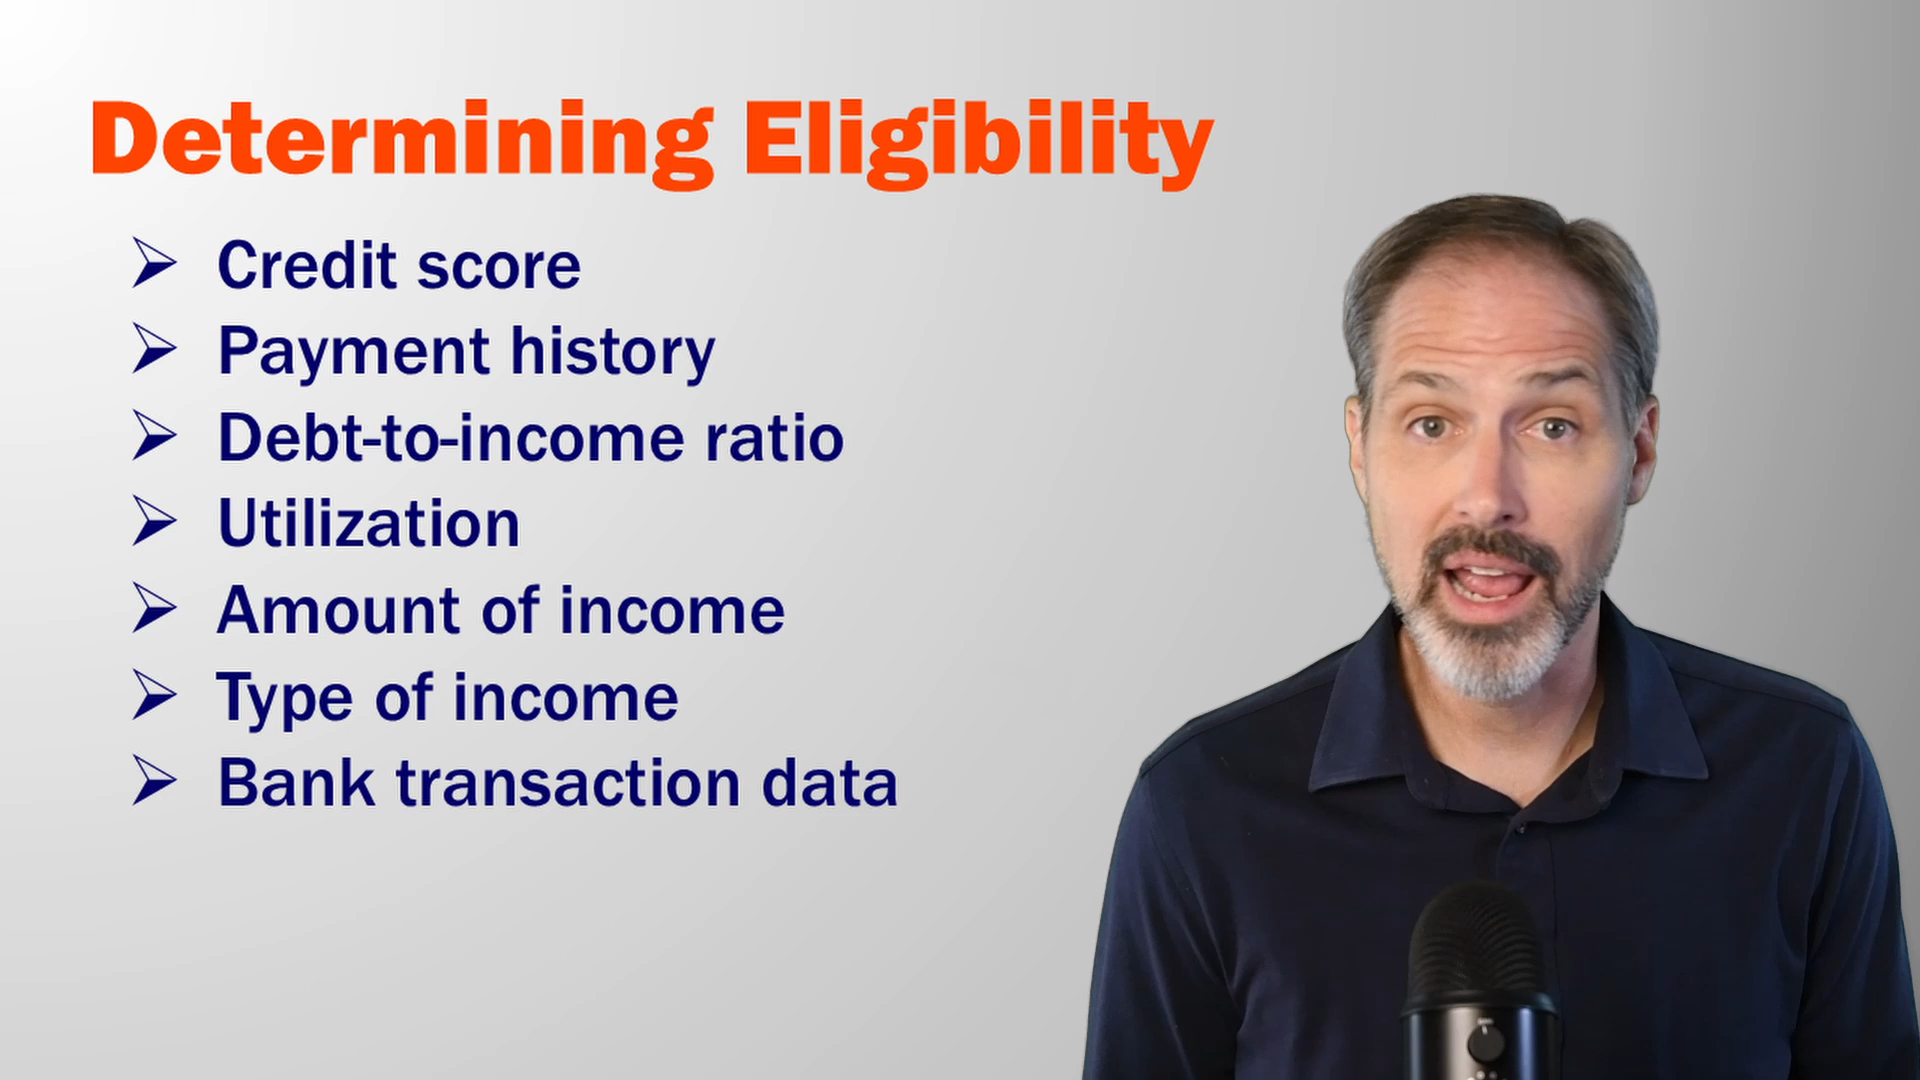 Determining Eligibility
Credit score
Payment history
Debt-to-income ratio
Utilization
Amount of income
Type of income
Bank transaction data